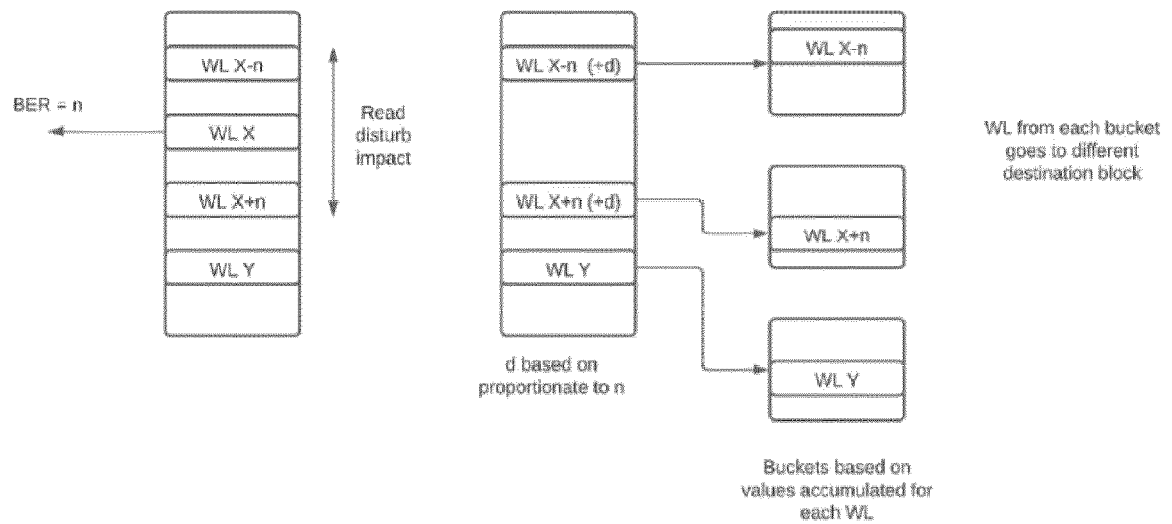 WL X-n
BER = n
WL X
Read
disturb
impact
WL X+n
WL Y
WL X-n (+d)
WL X+n (+d)
WL Y
d based on
proportionate to n
WL X-n
WL X+n
WL Y
Buckets based on
values accumulated for
each WL
WL from each bucket
goes to different
destination block